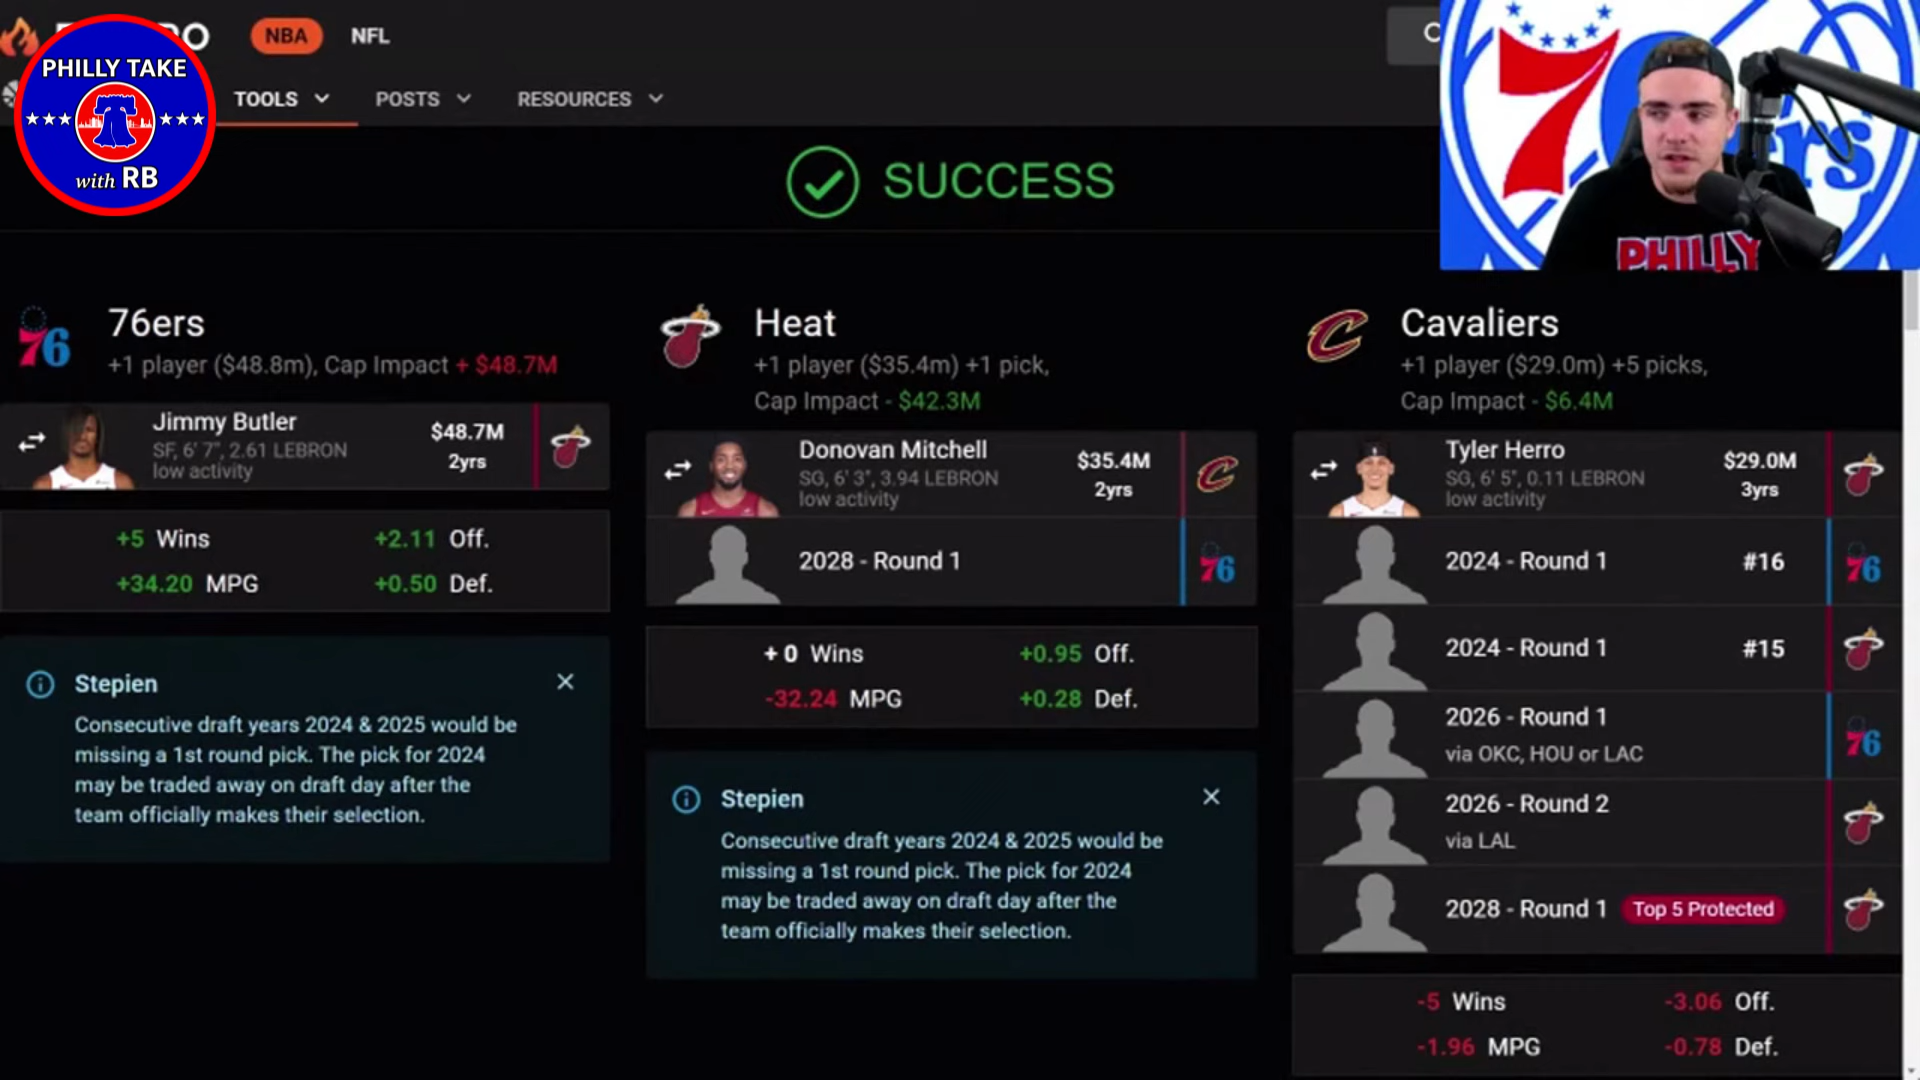 PHILLY TAKE
with RB
NBA
NFL
TOOLS
POSTS
RESOURCES
SUCCESS
PHILLY
76ers
+1 player ($48.8m), Cap Impact + $48.7M
Jimmy Butler
SF, 6' 7", 2.61 LEBRON
low activity
$48.7M
2yrs
+5 Wins
+2.11 Off.
+34.20 MPG
+0.50 Def.
Stepien
Consecutive draft years 2024 & 2025 would be
missing a 1st round pick. The pick for 2024
may be traded away on draft day after the
team officially makes their selection.
Heat
+1 player ($35.4m) +1 pick,
Cap Impact - $42.3M
Donovan Mitchell
SG, 6' 3", 3.94 LEBRON
low activity
$35.4M
2yrs
2028 - Round 1
76
+ 0 Wins
+0.95 Off.
-32.24 MPG
+0.28 Def.
Stepien
Consecutive draft years 2024 & 2025 would be
missing a 1st round pick. The pick for 2024
may be traded away on draft day after the
team officially makes their selection.
Cavaliers
+1 player ($29.0m) +5 picks,
Cap Impact - $6.4M
Tyler Herro
SG, 6' 5", 0.11 LEBRON
low activity
$29.0M
3yrs
2024 - Round 1 #16
76
2024 - Round 1 #15
2026 - Round 1
via OKC, HOU or LAC
76
2026 - Round 2
via LAL
2028 - Round 1 Top 5 Protected
-5 Wins
-3.06 Off.
-1.96 MPG
-0.78 Def.